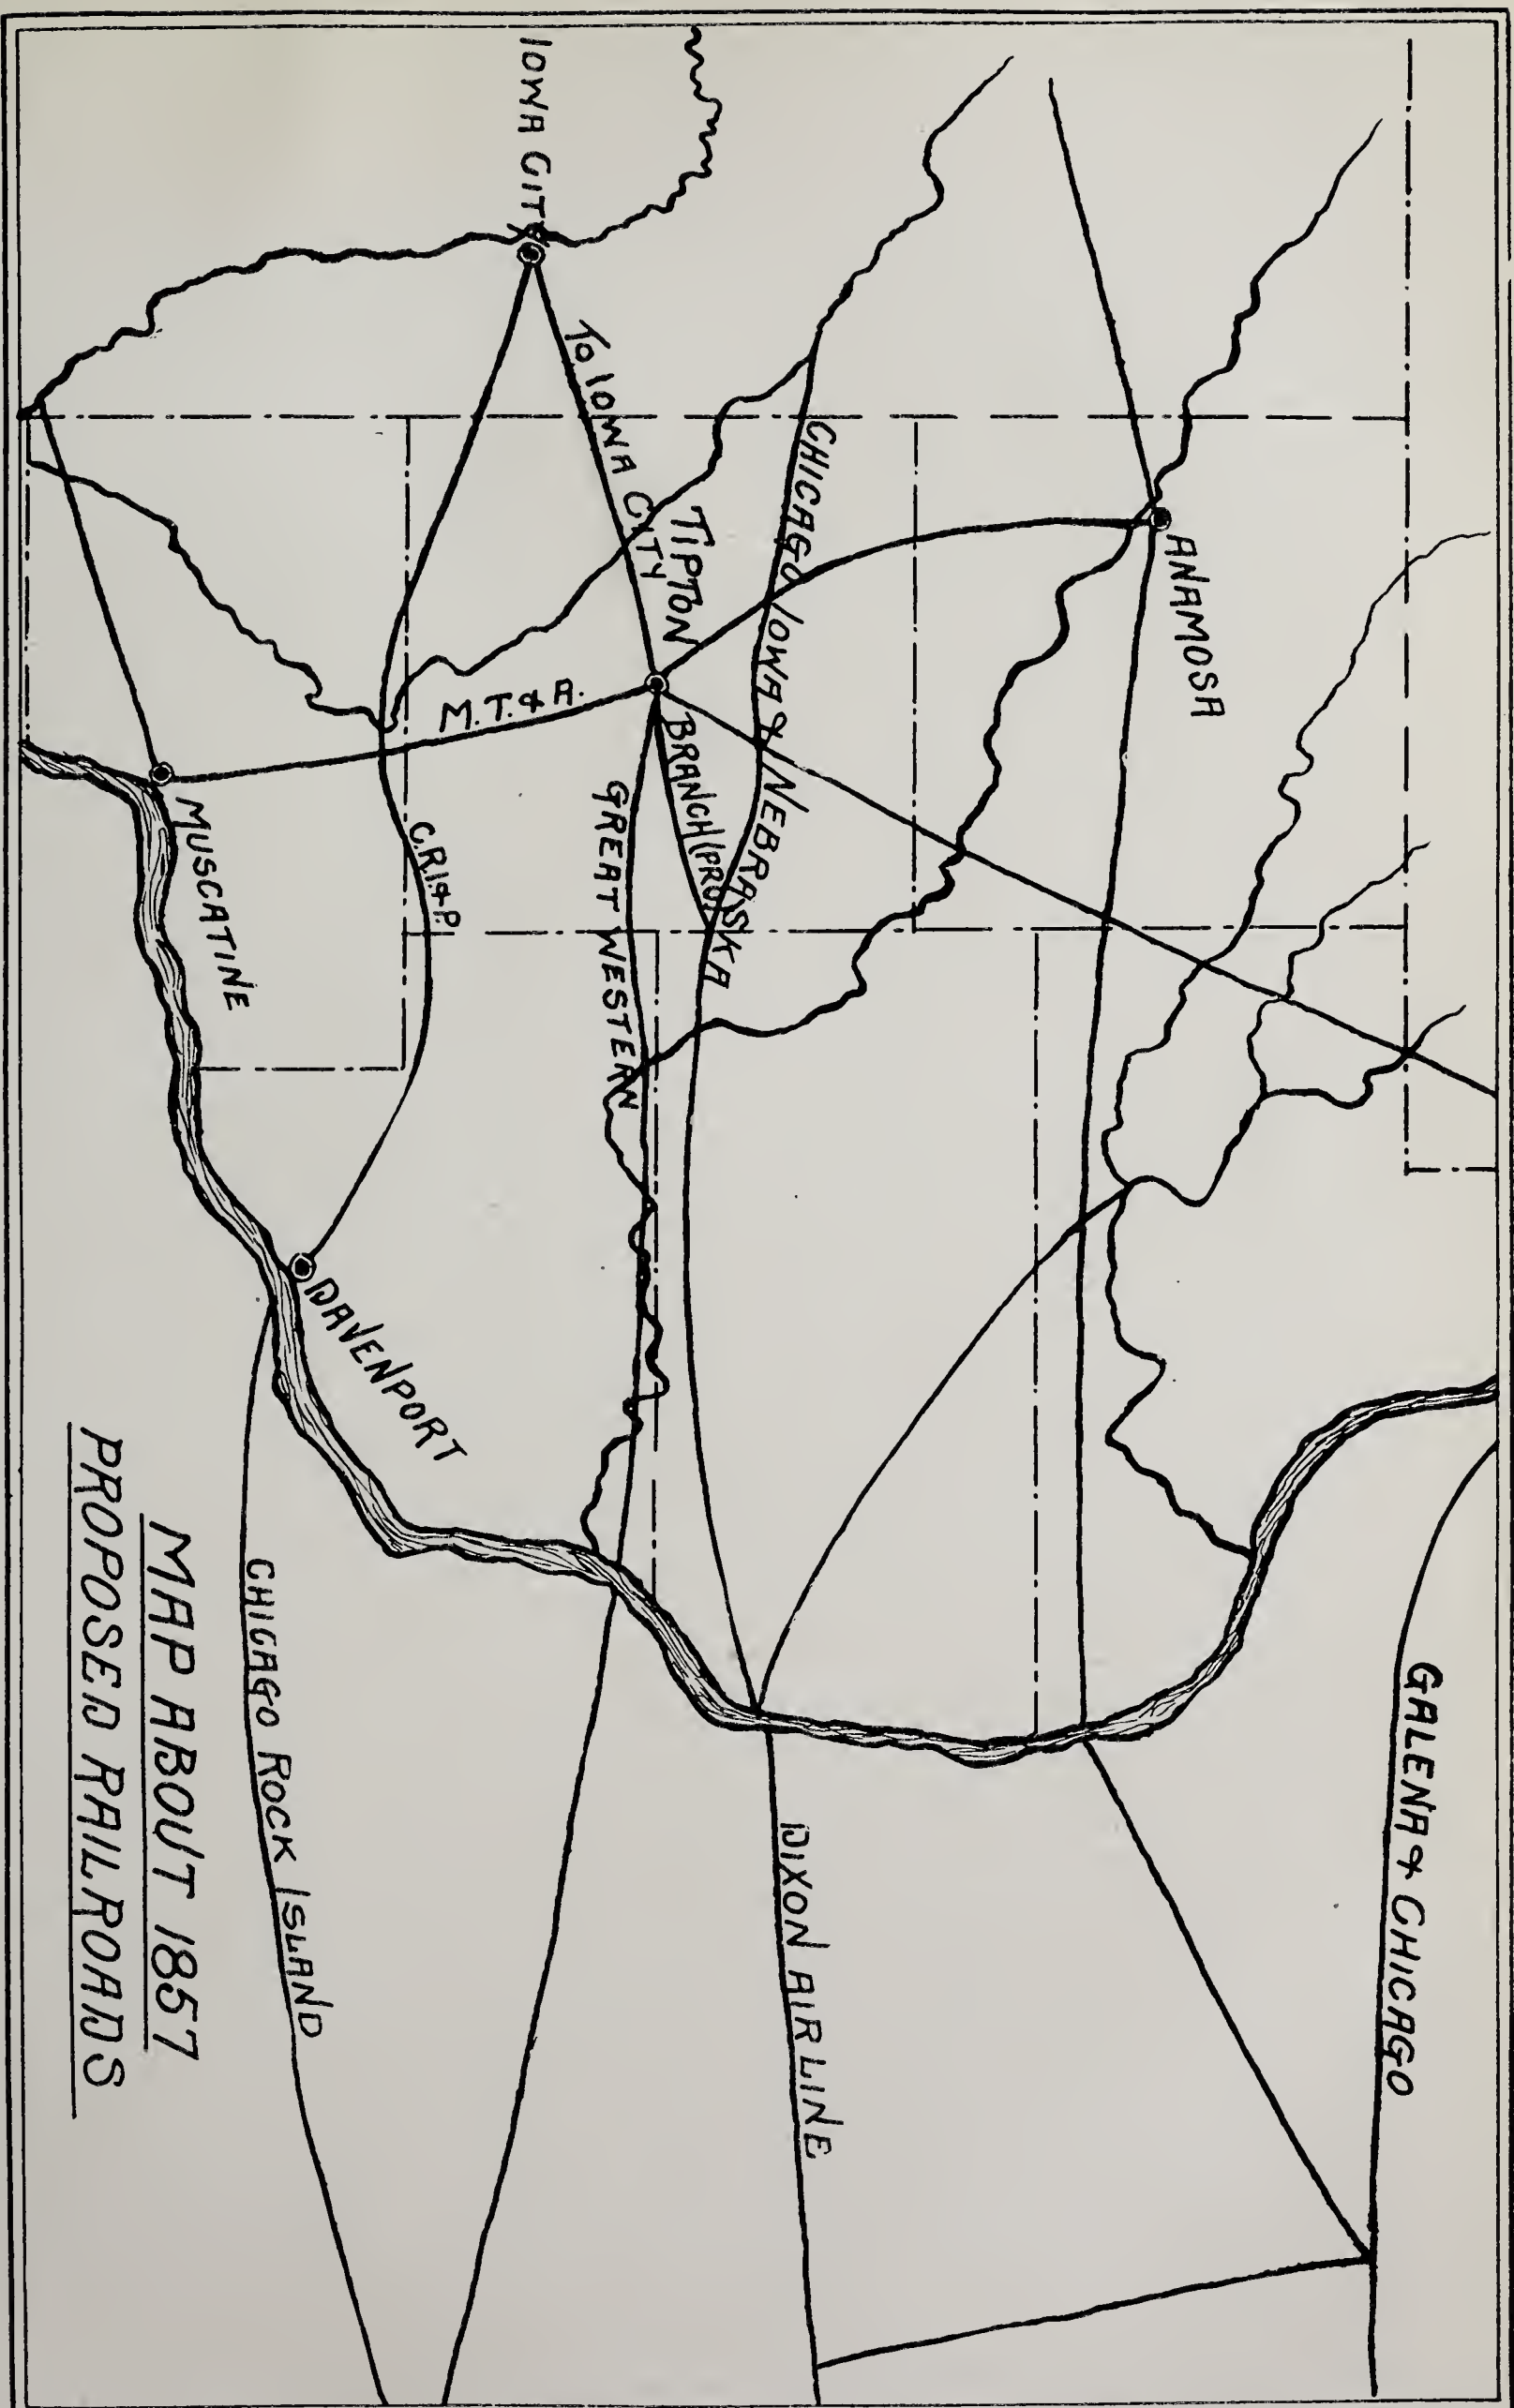 GALENA & CHICAGO
ANAMOSA
DIXON AIR LINE
CHICAGO IOWA & NEBRASKA
TIPTON
BRANCH (PRO)
TO IOWA CITY
GREAT WESTERN
IOWA CITY
M.T. & A.
C.R.I. & P.
DAVENPORT
MUSCATINE
CHICAGO ROCK ISLAND
MAP ABOUT 1857
PROPOSED RAILROADS